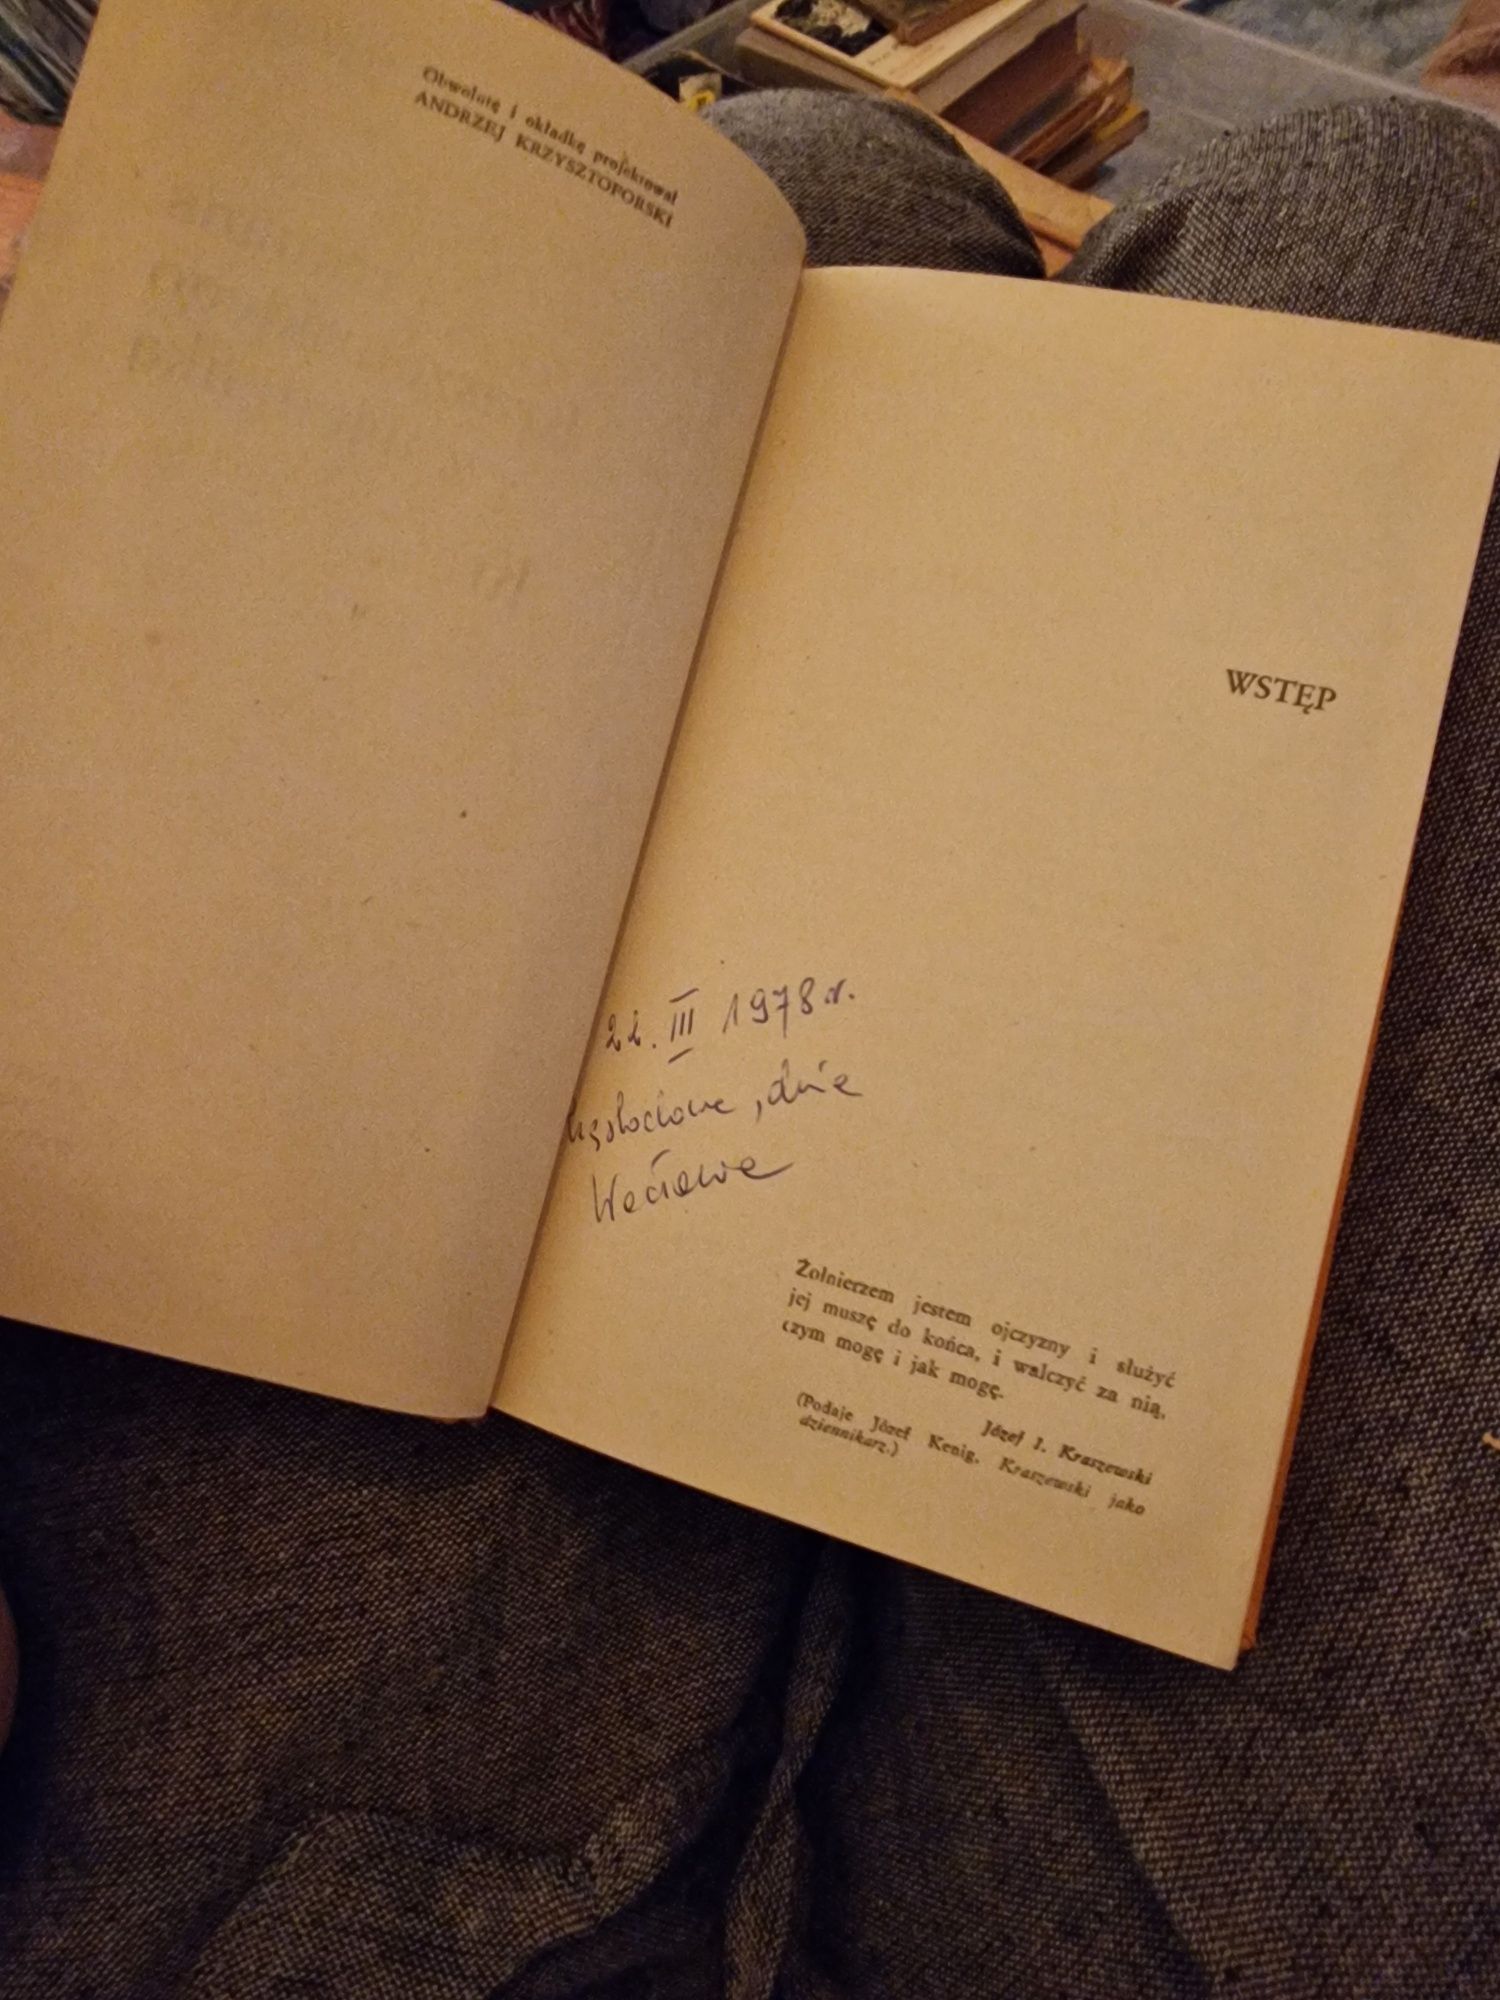 Obwolutę i okładkę projektował
ANDRZEJ KRZYSZTOPORSKI
WSTĘP
22. III 1978 r.
, dnia
Żołnierzem jestem ojczyzny i służyć
jej muszę do końca, i walczyć za nią,
czym mogę i jak mogę.
Józef I. Kraszewski
(Podaje Józef Kenig, Kraszewski jako
dziennikarz.)